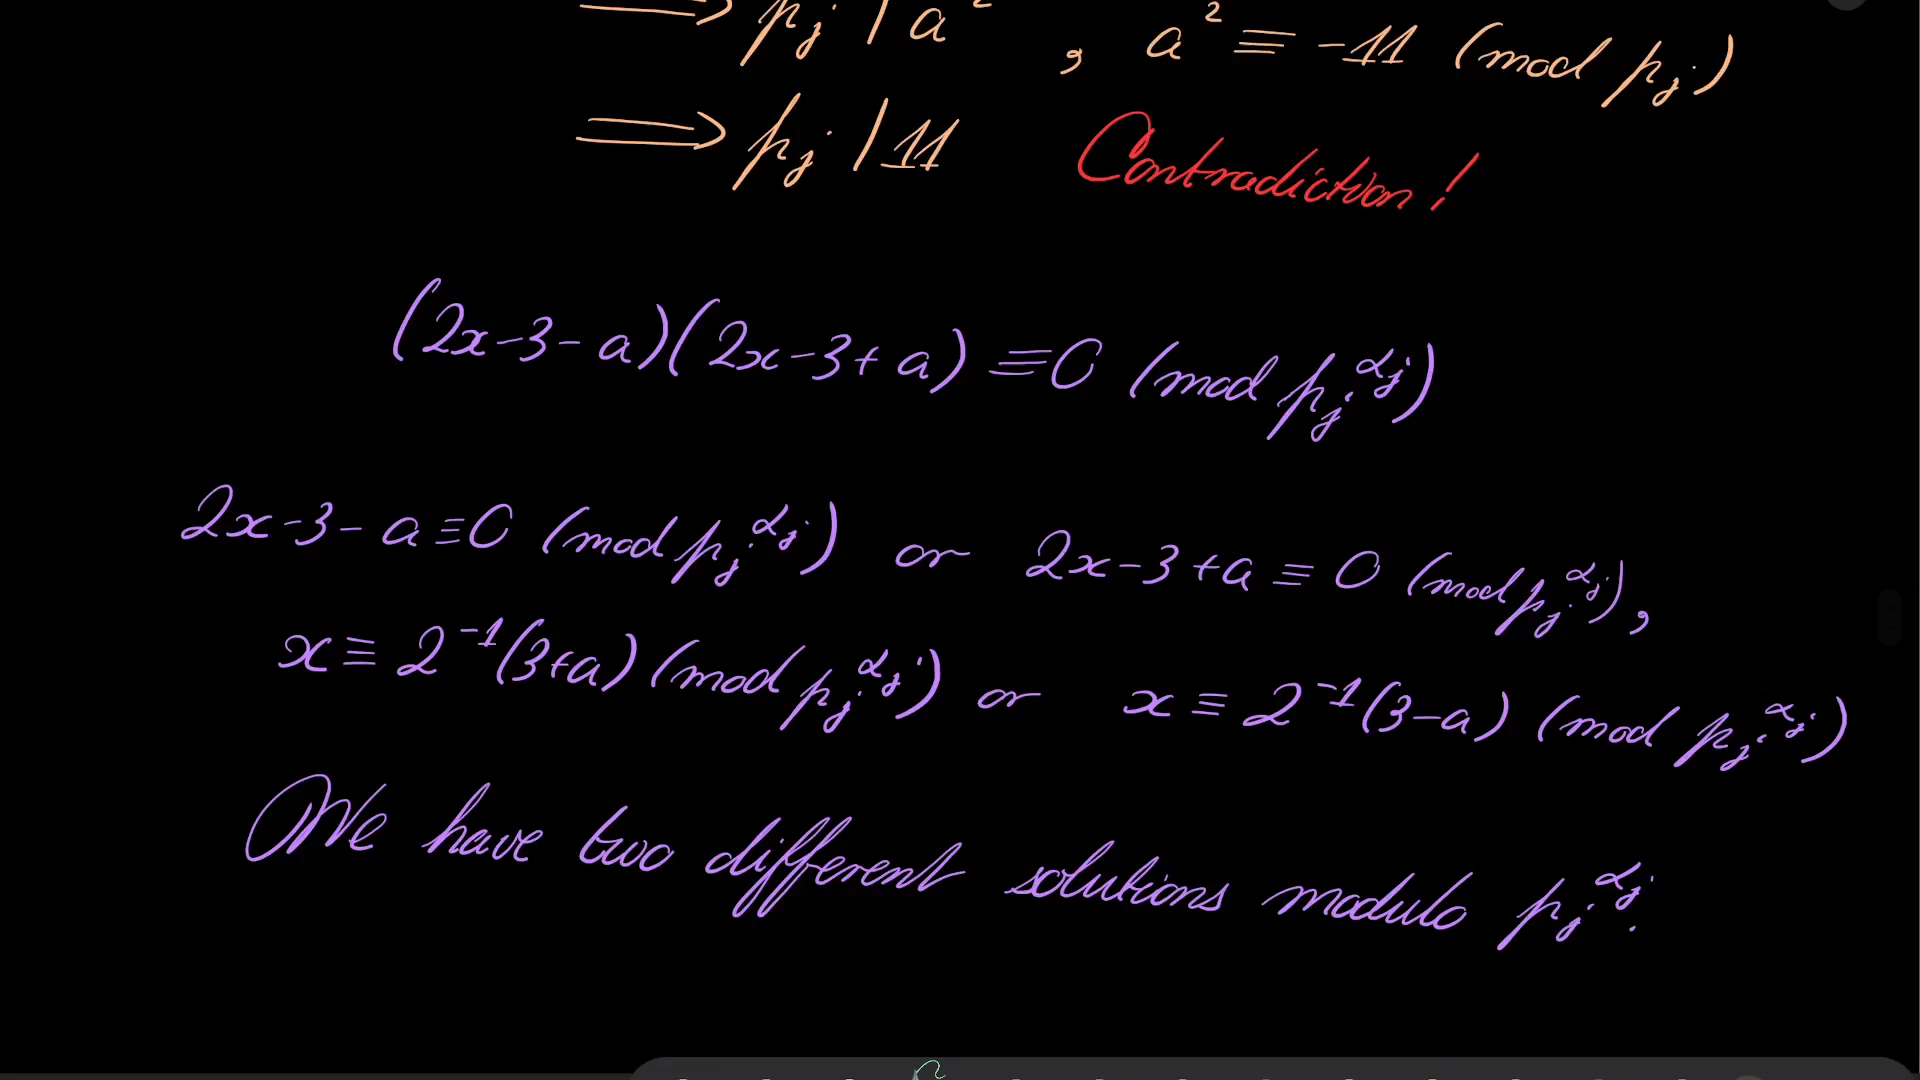 ⟹ p_j | a² , a² ≡ -11 (mod p_j)
⟹ p_j | 11 Contradiction!
(2x-3-a)(2x-3+a) ≡ 0 (mod p_j^{α_j})
2x-3-a ≡ 0 (mod p_j^{α_j}) or 2x-3+a ≡ 0 (mod p_j^{α_j}),
x ≡ 2^{-1}(3+a) (mod p_j^{α_j}) or x ≡ 2^{-1}(3-a) (mod p_j^{α_j})
We have two different solutions modulo p_j^{α_j}.